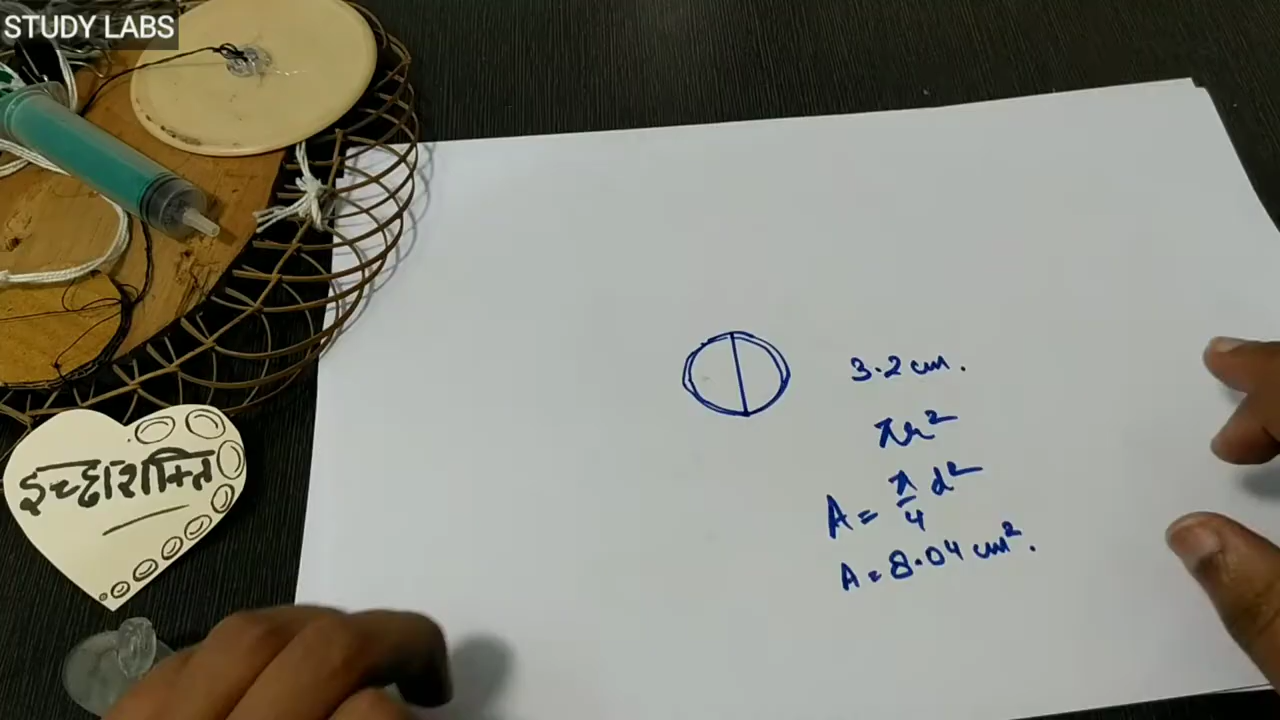 STUDY LABS
3.2 cm.
πr²
A = π/4 d²
A = 8.04 cm².
इच्छाशक्ति